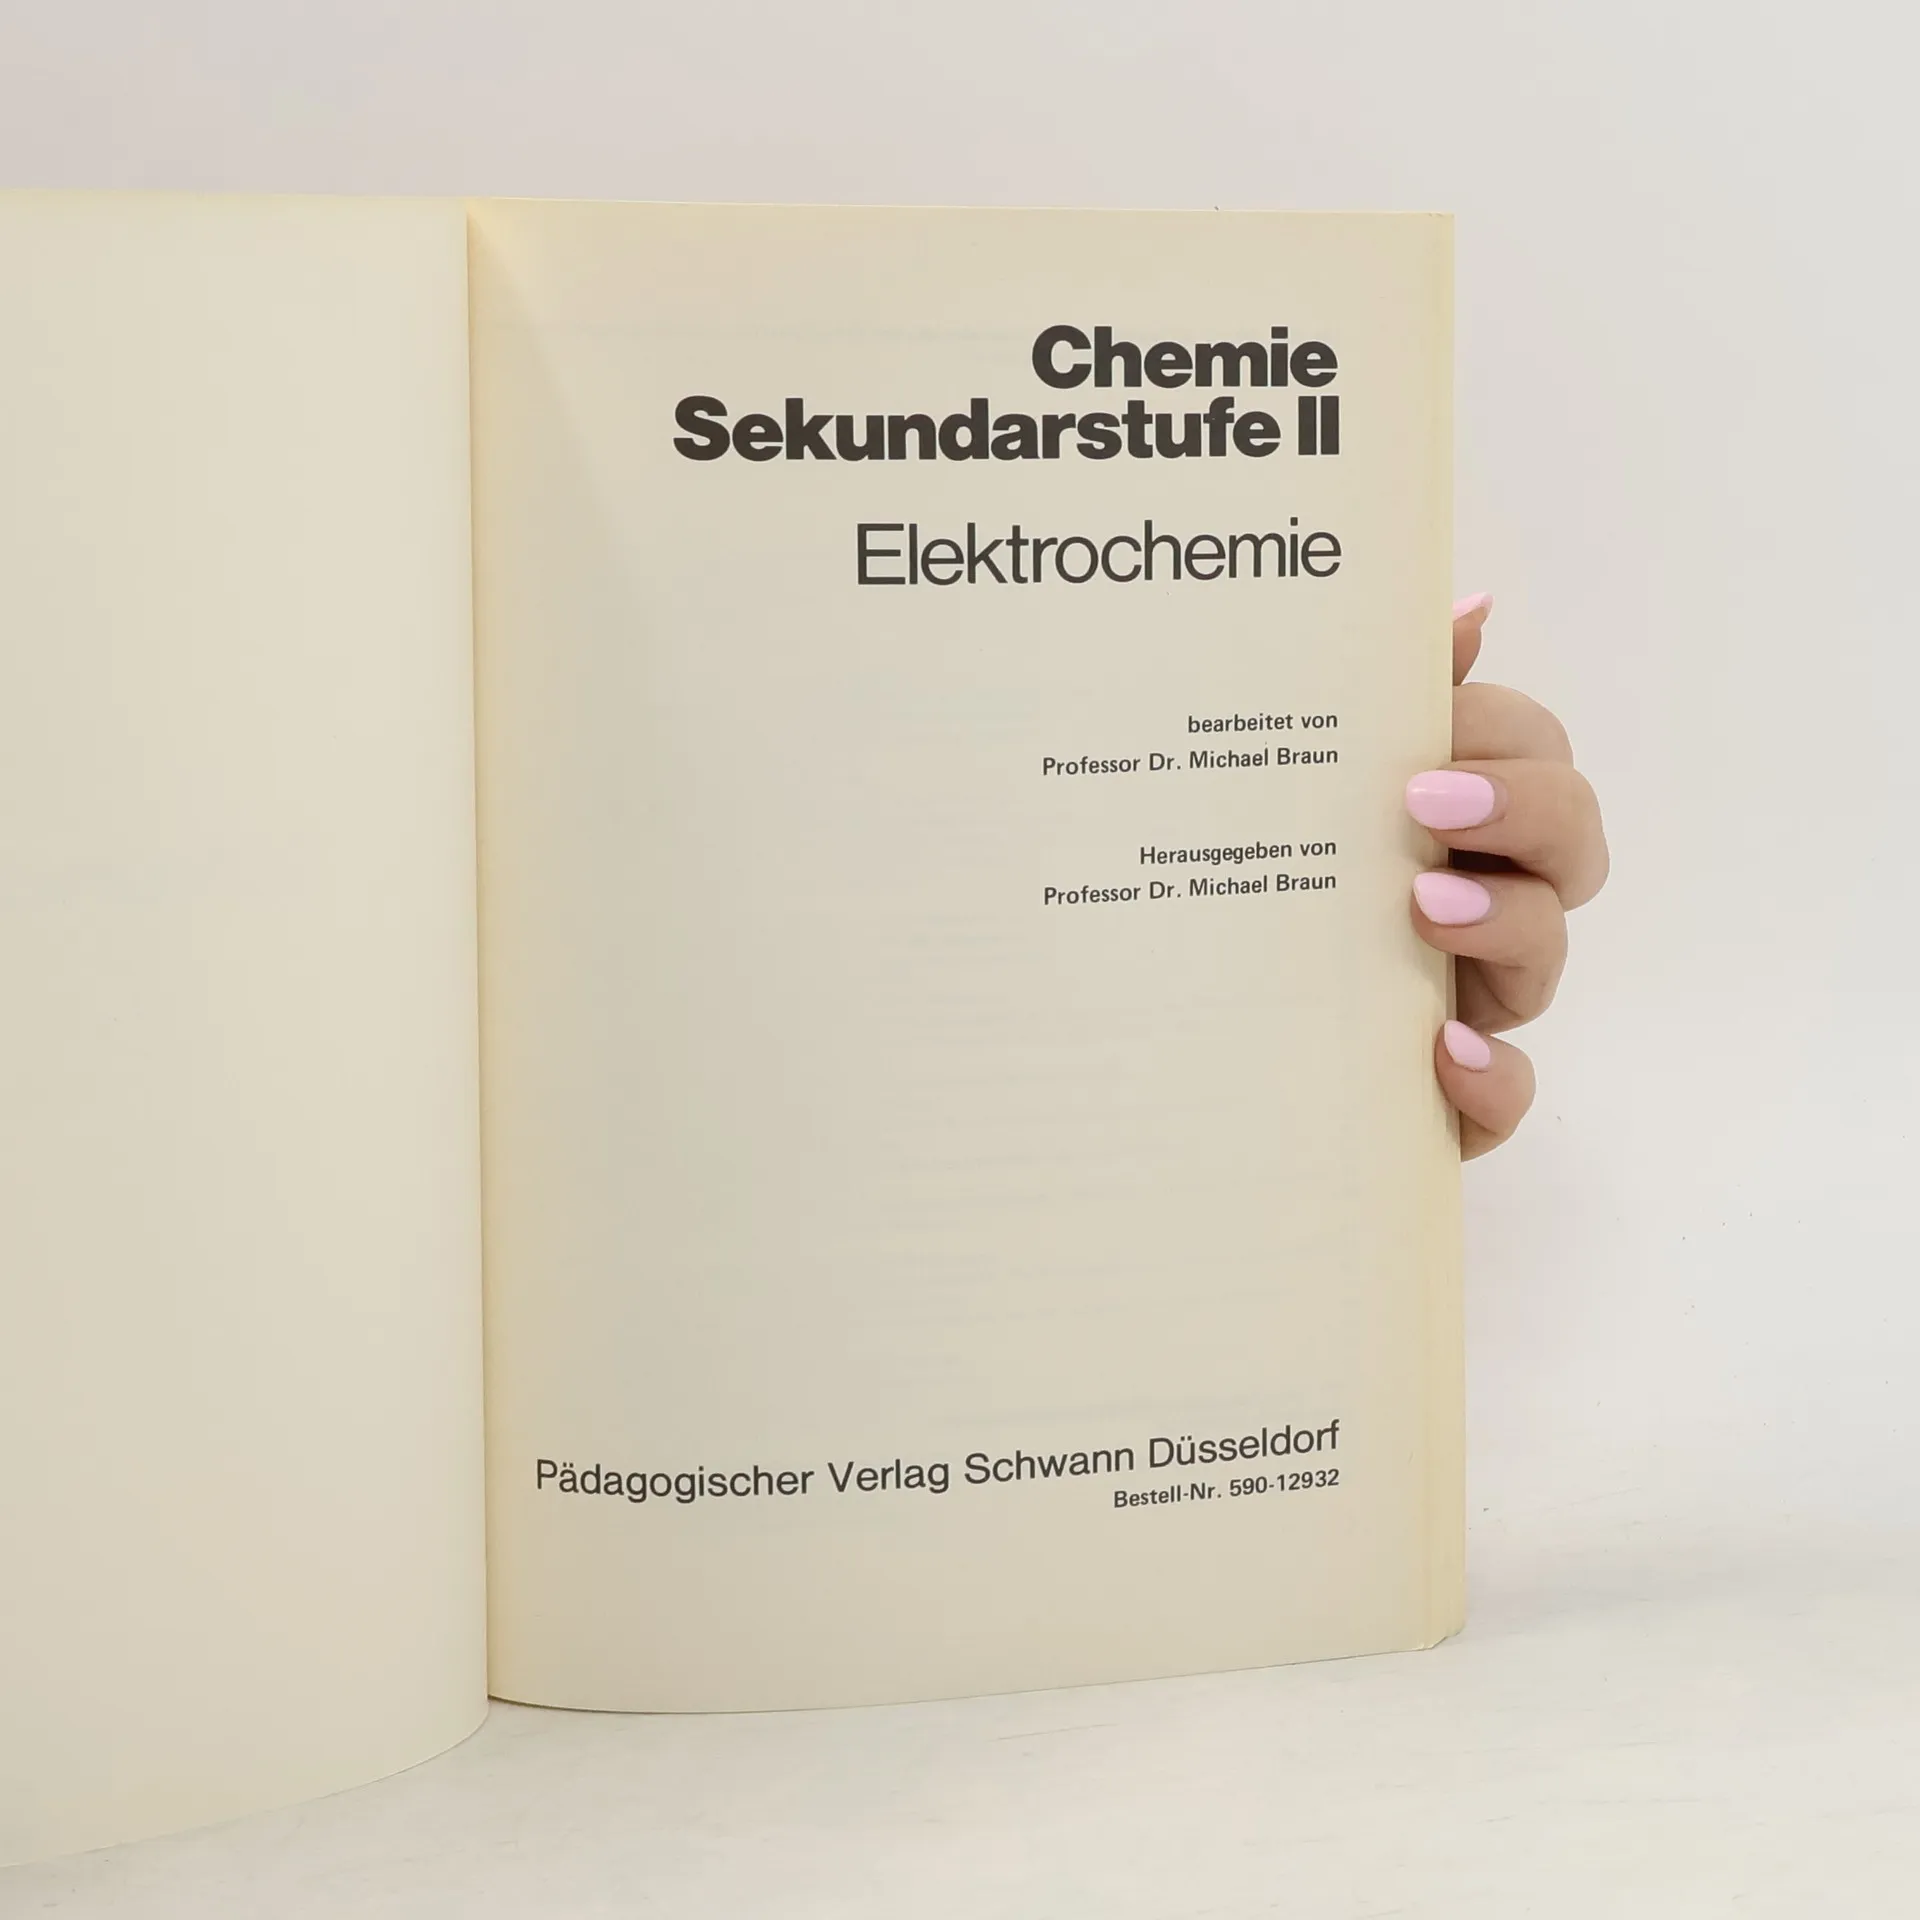 Chemie
Sekundarstufe II
Elektrochemie
bearbeitet von
Professor Dr. Michael Braun
Herausgegeben von
Professor Dr. Michael Braun
Pädagogischer Verlag Schwann Düsseldorf
Bestell-Nr. 590-12932